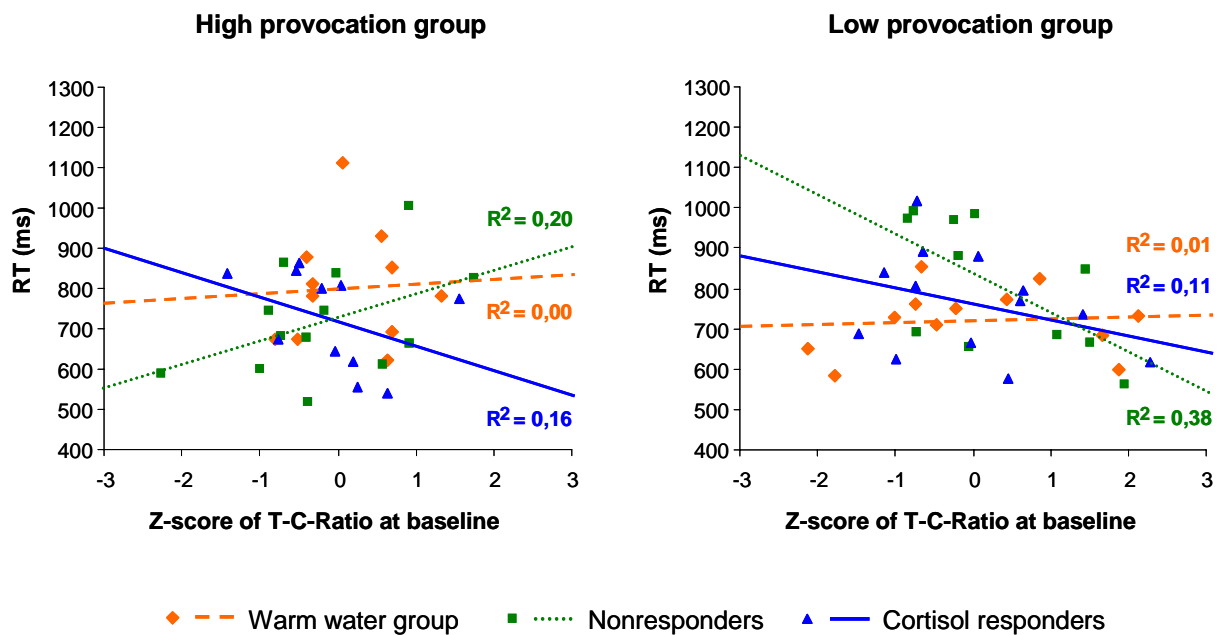 High provocation group
RT (ms)
1300
1200
1100
1000
900
800
700
600
500
400
-3
-2
-1
0
1
2
3
R² = 0,20
R² = 0,00
R² = 0,16
Z-score of T-C-Ratio at baseline
Low provocation group
RT (ms)
1300
1200
1100
1000
900
800
700
600
500
400
-3
-2
-1
0
1
2
3
R² = 0,01
R² = 0,11
R² = 0,38
Z-score of T-C-Ratio at baseline
Warm water group Nonresponders Cortisol responders